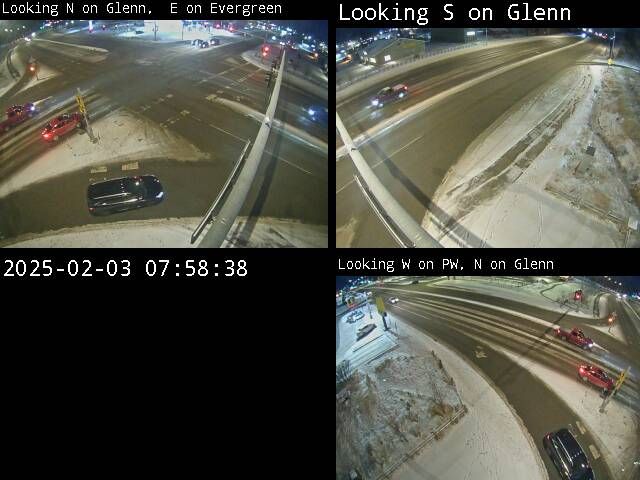 Looking N on Glenn,  E on Evergreen
Looking S on Glenn
2025-02-03 07:58:38
Looking W on PW, N on Glenn